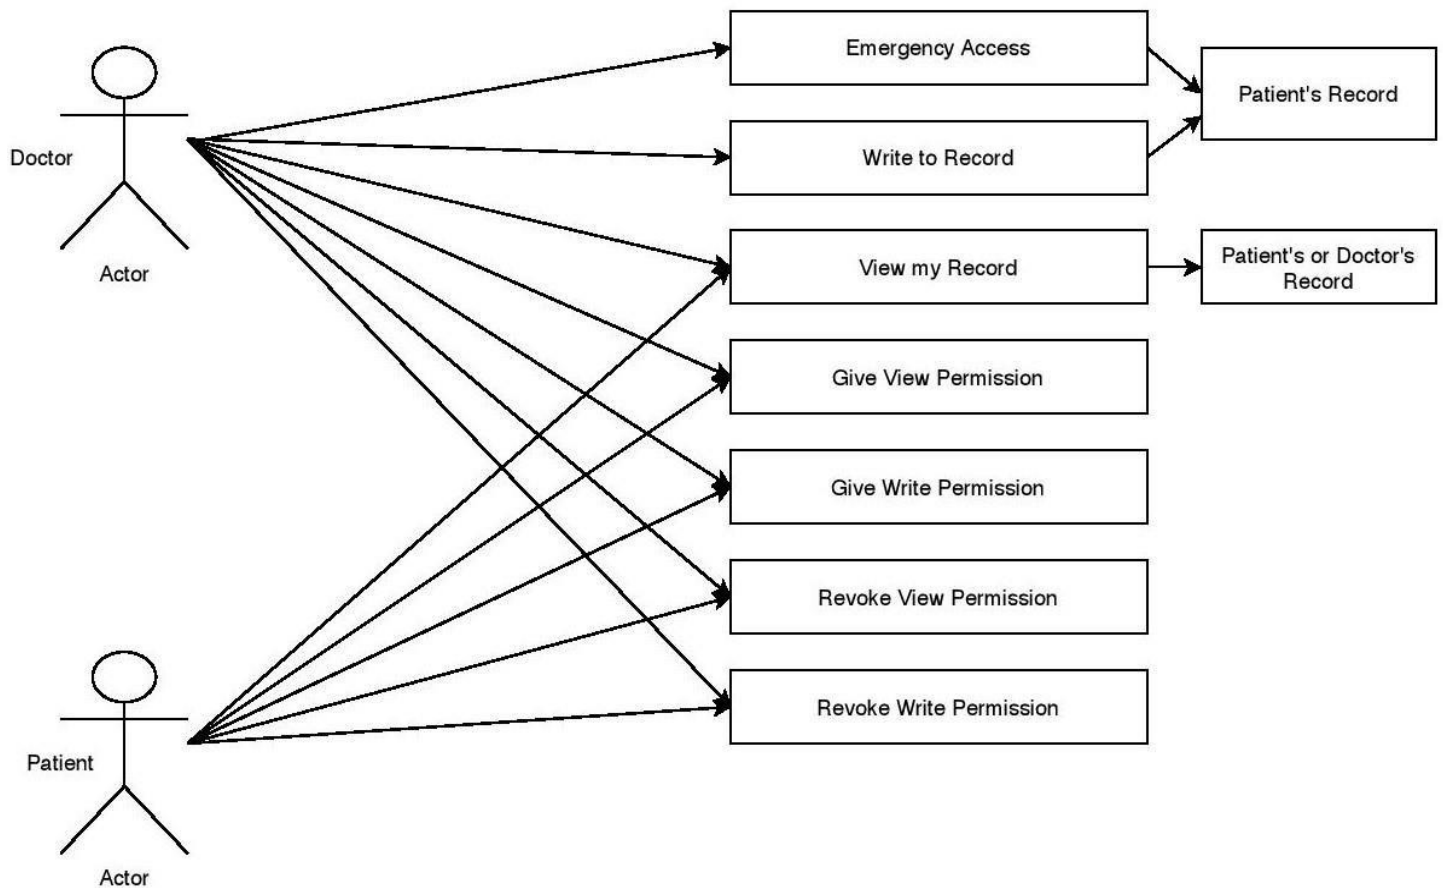 Doctor
Actor
Emergency Access
Patient's Record
Write to Record
View my Record
Patient's or Doctor's
Record
Give View Permission
Give Write Permission
Revoke View Permission
Revoke Write Permission
Patient
Actor